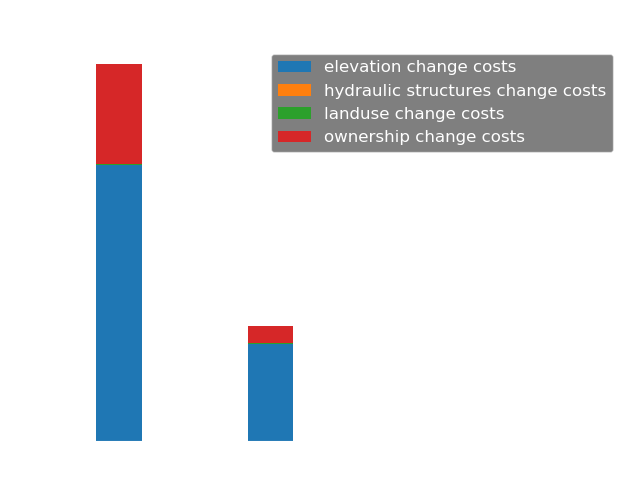 elevation change costs
hydraulic structures change costs
landuse change costs
ownership change costs